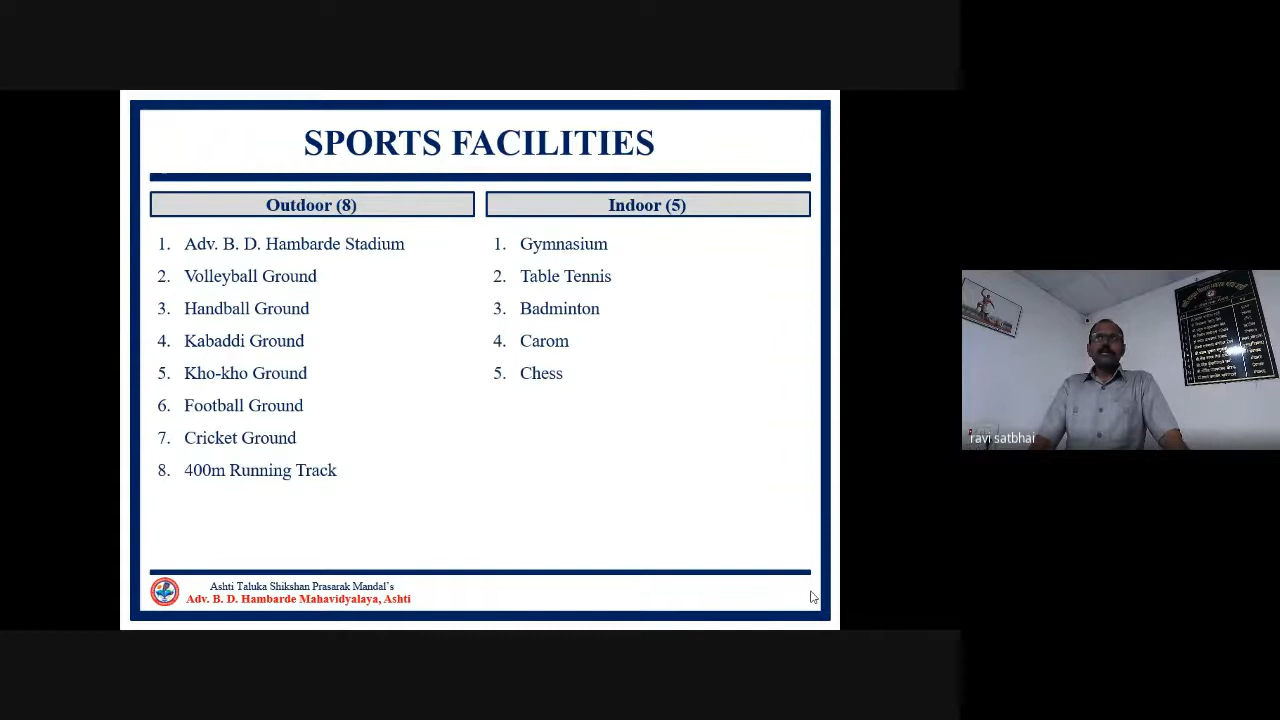 SPORTS FACILITIES
Outdoor (8)
1. Adv. B. D. Hambarde Stadium
2. Volleyball Ground
3. Handball Ground
4. Kabaddi Ground
5. Kho-kho Ground
6. Football Ground
7. Cricket Ground
8. 400m Running Track
Indoor (5)
1. Gymnasium
2. Table Tennis
3. Badminton
4. Carom
5. Chess
Ashti Taluka Shikshan Prasarak Mandal's
Adv. B. D. Hambarde Mahavidyalaya, Ashti
ravi satbhai